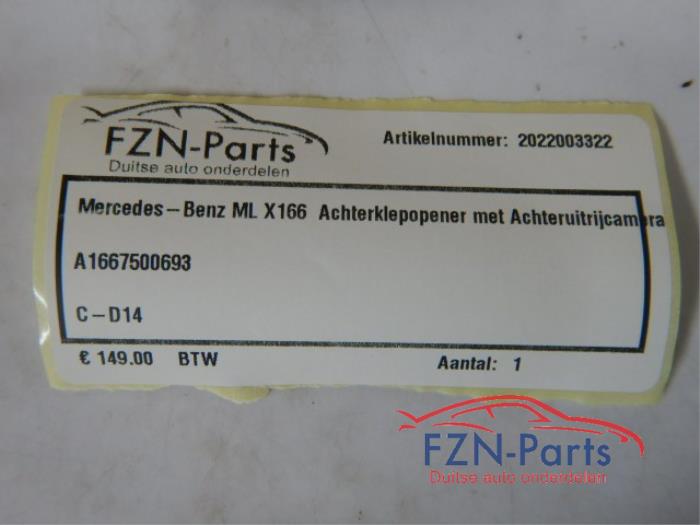 FZN-Parts
Duitse auto onderdelen
Artikelnummer: 2022003322
Mercedes-Benz ML X166 Achterklepopener met Achteruitrijcamera
A1667500693
C-D14
€ 149.00 BTW
Aantal: 1
FZN-Parts
Duitse auto onderdelen